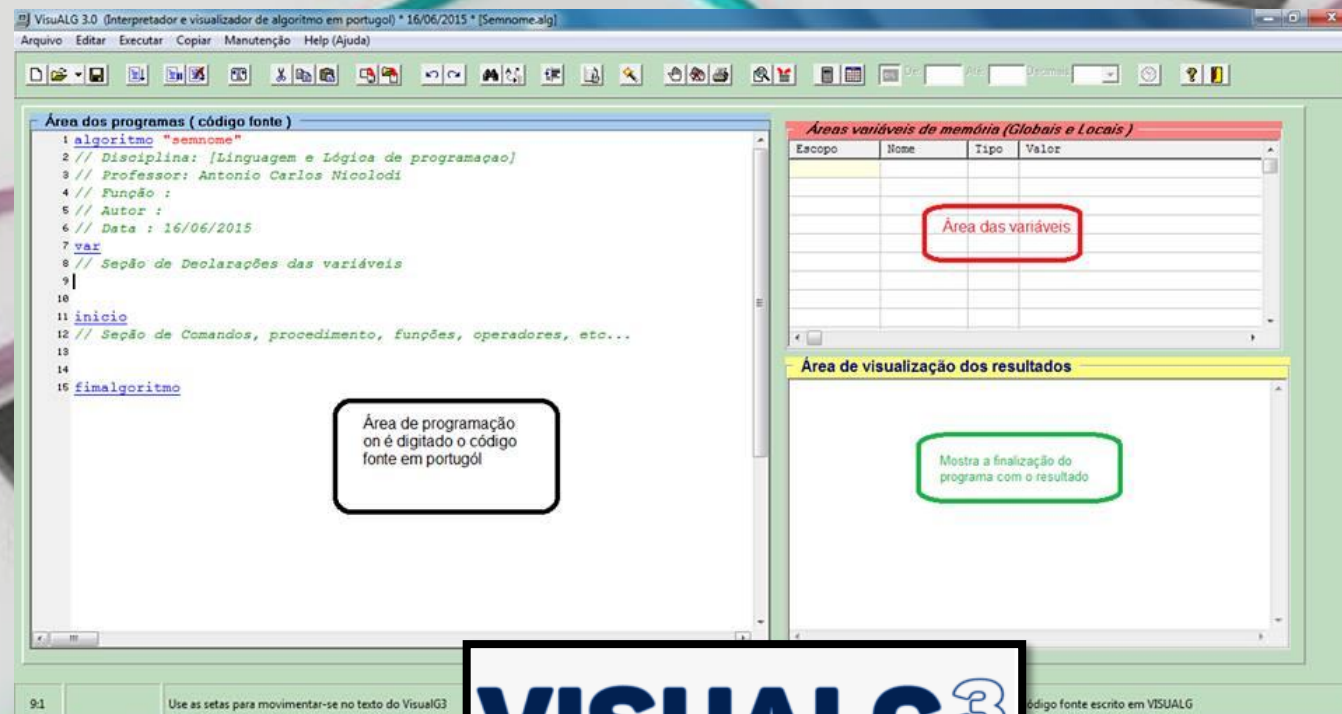 VisuALG 3.0 (Interpretador e visualizador de algoritmo em portugol) * 16/06/2015 * [Semnome.alg]
Arquivo Editar Executar Copiar Manutenção Help (Ajuda)
De: Até: Decimais
Área dos programas ( código fonte )
1 algoritmo "semnome"
2 // Disciplina: [Linguagem e Lógica de programaçao]
3 // Professor: Antonio Carlos Nicolodi
4 // Função :
5 // Autor :
6 // Data : 16/06/2015
7 var
8 // Seção de Declarações das variáveis
9
10
11 inicio
12 // Seção de Comandos, procedimento, funções, operadores, etc...
13
14
15 fimalgoritmo
Área de programação
on é digitado o código
fonte em portugól
Áreas variáveis de memória (Globais e Locais )
Escopo Nome Tipo Valor
Área das variáveis
Área de visualização dos resultados
Mostra a finalização do
programa com o resultado
VISUALG3
9:1 Use as setas para movimentar-se no texto do VisualG3
código fonte escrito em VISUALG